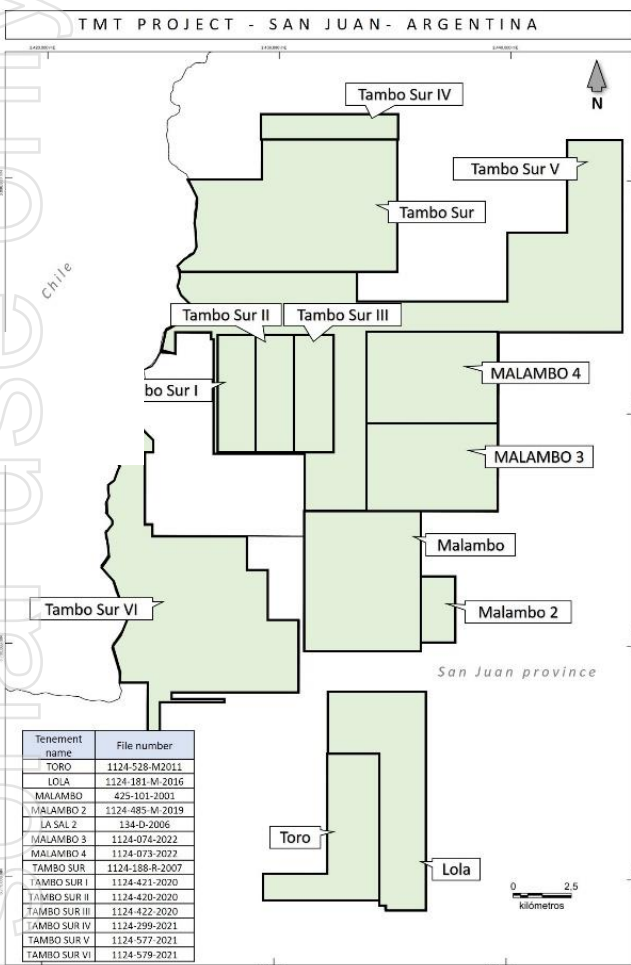 TMT PROJECT - SAN JUAN- ARGENTINA
Tambo Sur IV
N
Tambo Sur V
Tambo Sur
Chile
Tambo Sur II
Tambo Sur III
bo Sur I
MALAMBO 4
MALAMBO 3
Malambo
Tambo Sur VI
Malambo 2
San Juan province
Tenement name File number
TORO 1124-528-M2011
LOLA 1124-181-M-2016
MALAMBO 425-101-2001
MALAMBO 2 1124-485-M-2019
LA SAL 2 134-D-2006
MALAMBO 3 1124-074-2022
MALAMBO 4 1124-073-2022
TAMBO SUR 1124-188-R-2007
TAMBO SUR I 1124-421-2020
TAMBO SUR II 1124-420-2020
TAMBO SUR III 1124-422-2020
TAMBO SUR IV 1124-299-2021
TAMBO SUR V 1124-577-2021
TAMBO SUR VI 1124-579-2021
Toro
Lola
0 2,5
kilómetros